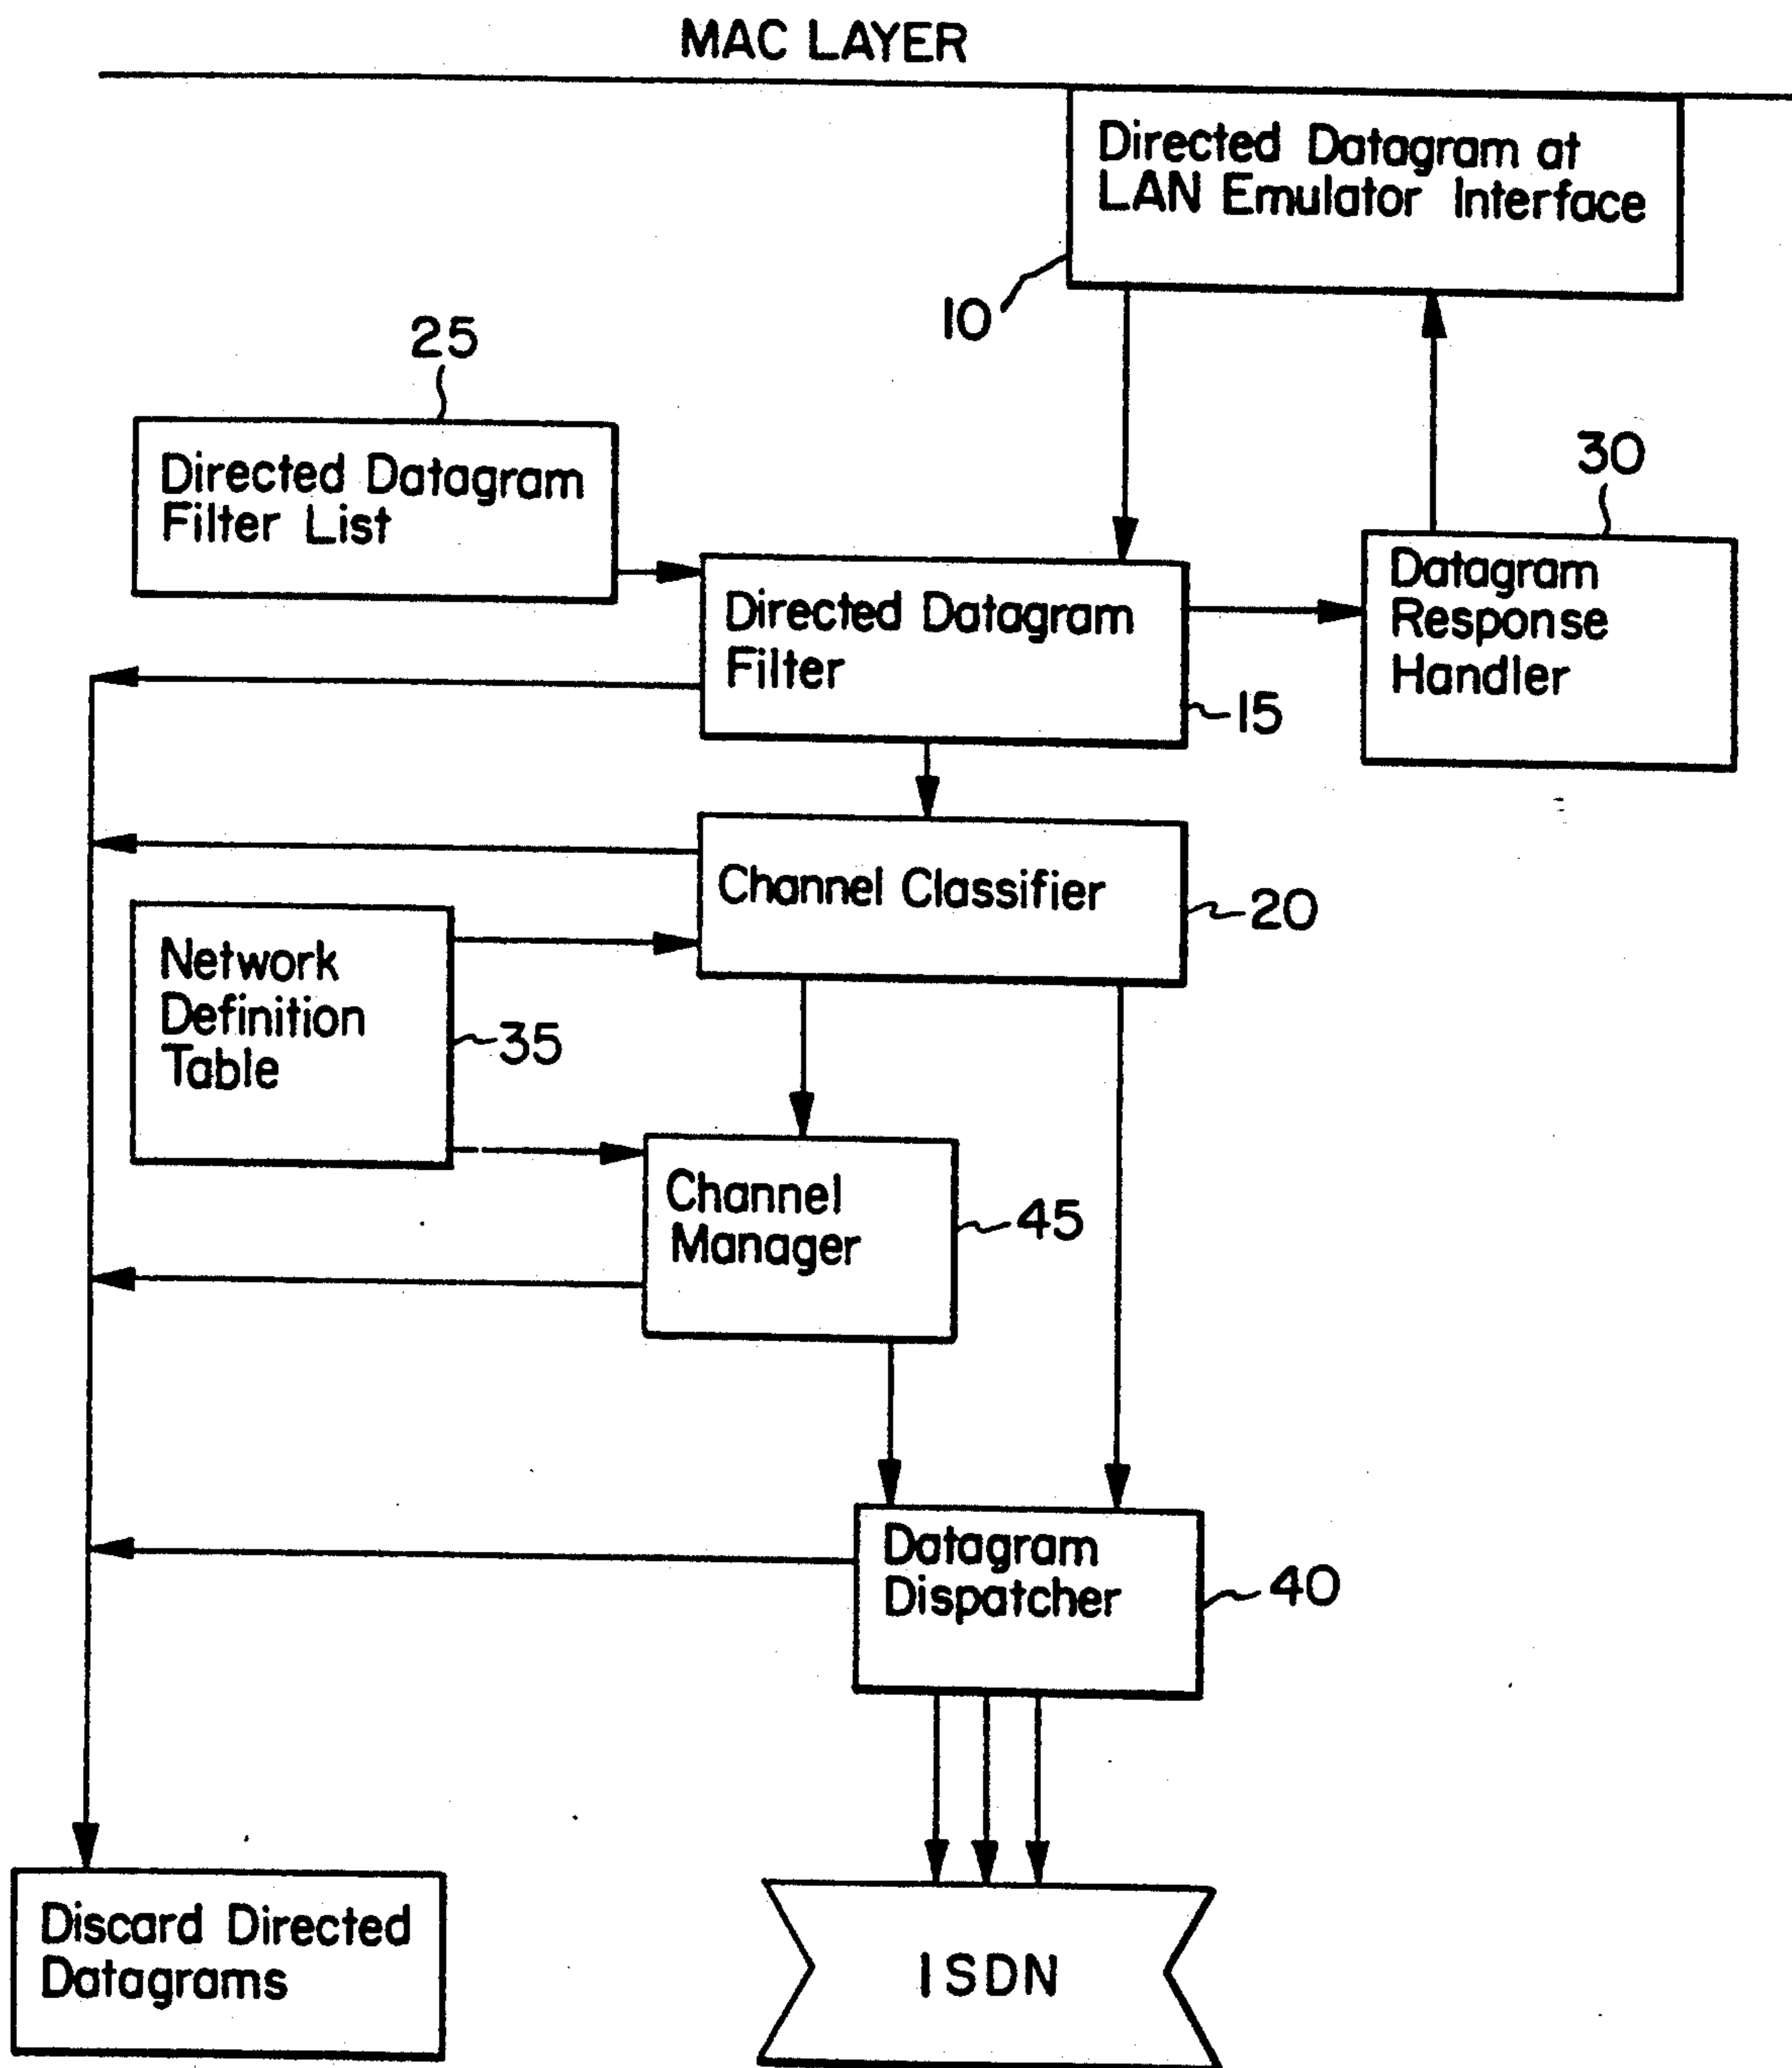 MAC LAYER
Directed Datagram at
LAN Emulator Interface
10
25
Directed Datagram
Filter List
30
Datagram
Response
Handler
Directed Datagram
Filter
15
Channel Classifier
20
Network
Definition
Table
35
Channel
Manager
45
Datagram
Dispatcher
40
Discard Directed
Datagrams
ISDN